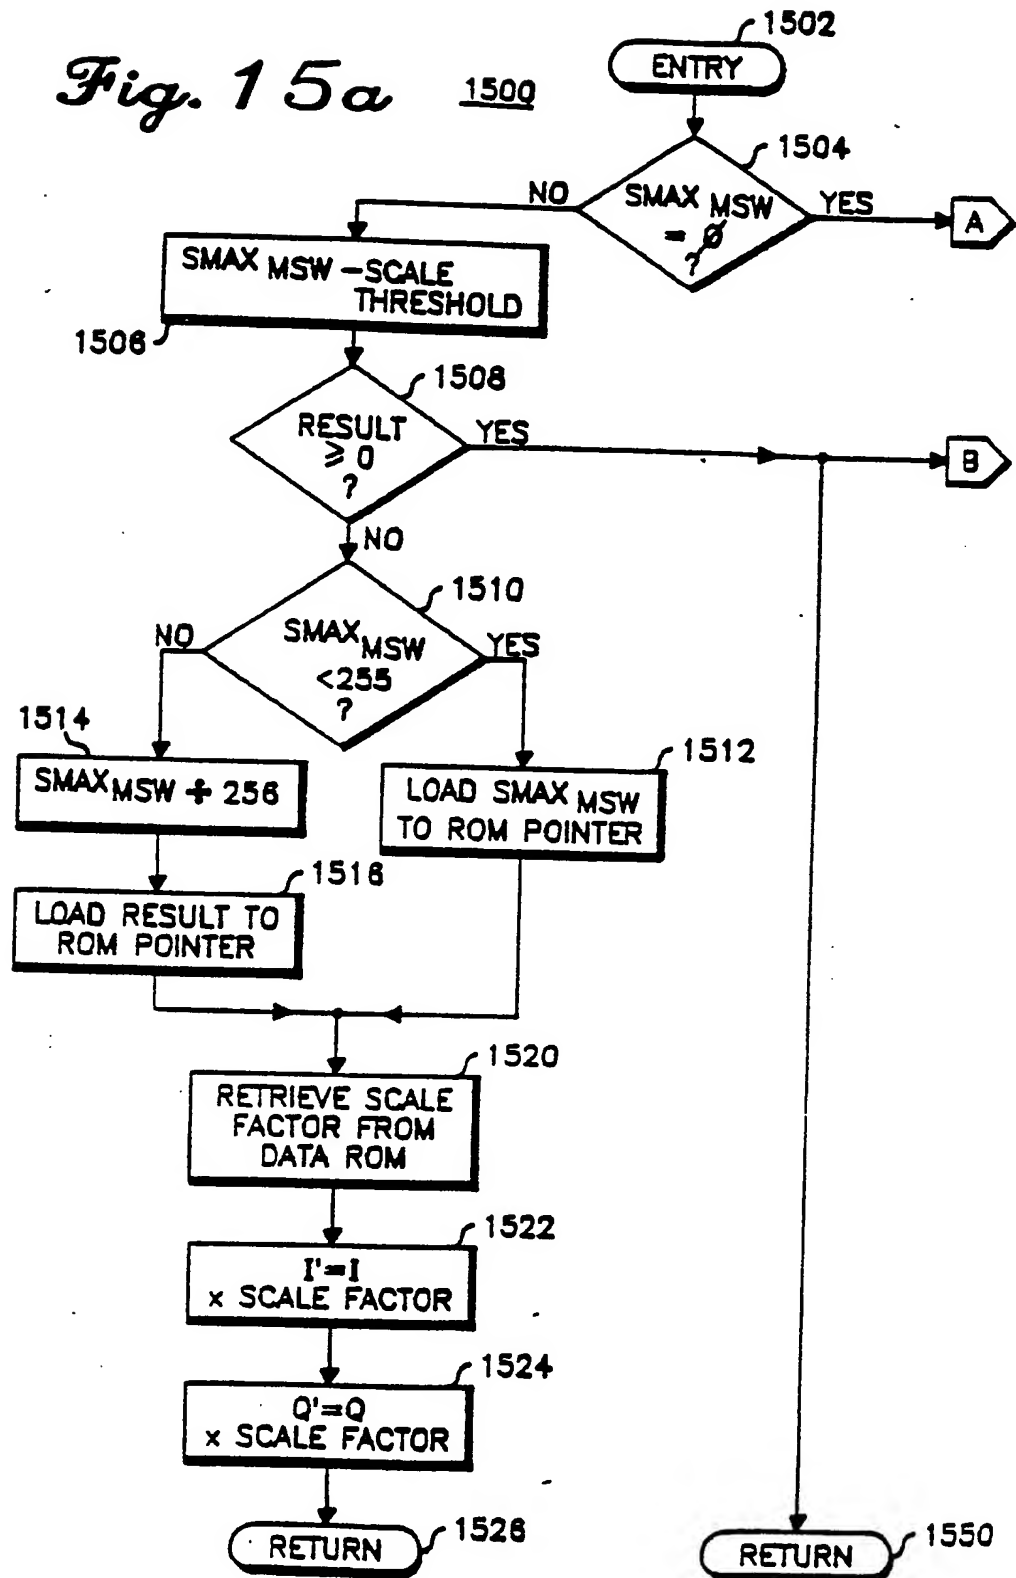 Fig. 15a
1500
1502
ENTRY
1504
SMAX MSW
= Ø
?
NO
YES
A
SMAX MSW -SCALE
THRESHOLD
1506
1508
RESULT
≥ 0
?
YES
B
NO
1510
SMAX MSW
<255
?
NO
YES
1514
SMAX MSW ÷ 256
1512
LOAD SMAX MSW
TO ROM POINTER
1516
LOAD RESULT TO
ROM POINTER
1520
RETRIEVE SCALE
FACTOR FROM
DATA ROM
1522
I'=I
× SCALE FACTOR
1524
Q'=Q
× SCALE FACTOR
RETURN
1526
RETURN
1550